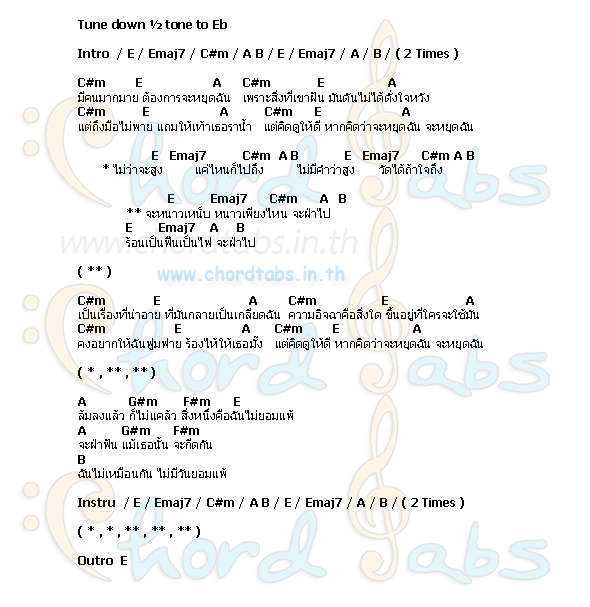 Tune down ½ tone to Eb
Intro / E / Emaj7 / C#m / A B / E / Emaj7 / A / B / ( 2 Times )
C#m E A C#m E A
มีคนมากมาย ต้องการจะหยุดฉัน เพราะสิ่งที่เขาฝัน มันดันไม่ได้ดั่งใจหวัง
C#m E A C#m E A
แต่ถึงมือไม่พาย แถมให้เท้าเธอราน้ำ แต่คิดดูให้ดี หากคิดว่าจะหยุดฉัน จะหยุดฉัน
E Emaj7 C#m A B E Emaj7 C#m A B
* ไม่ว่าจะสูง แค่ไหนก็ไปถึง ไม่มีคำว่าสูง วัดได้ถ้าใจถึง
E Emaj7 C#m A B
** จะหนาวเหน็บ หนาวเพียงไหน จะฝ่าไป
E Emaj7 A B
ร้อนเป็นฟืนเป็นไฟ จะฝ่าไป
www.chordtabs.in.th
( ** )
C#m E A C#m E A
เป็นเรื่องที่น่าอาย ที่มันกลายเป็นเกลียดฉัน ความอิจฉาคือสิ่งใด ขึ้นอยู่ที่ใครจะใช้มัน
C#m E A C#m E A
คงอยากให้ฉันฟูมฟาย ร้องไห้ให้เธอมั้ง แต่คิดดูให้ดี หากคิดว่าจะหยุดฉัน จะหยุดฉัน
( * , ** , ** )
A G#m F#m E
ล้มลงแล้ว ก็ไม่แคล้ว สิ่งหนึ่งคือฉันไม่ยอมแพ้
A G#m F#m
จะฝ่าฟัน แม้เธอนั้น จะกีดกัน
B
ฉันไม่เหมือนกัน ไม่มีวันยอมแพ้
Instru / E / Emaj7 / C#m / A B / E / Emaj7 / A / B / ( 2 Times )
( * , * , ** , ** , ** )
Outro E